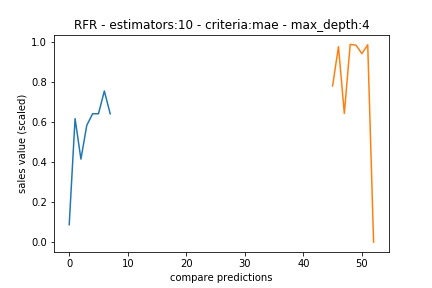 RFR - estimators:10 - criteria:mae - max_depth:4
sales value (scaled)
1.0
0.8
0.6
0.4
0.2
0.0
0 10 20 30 40 50
compare predictions